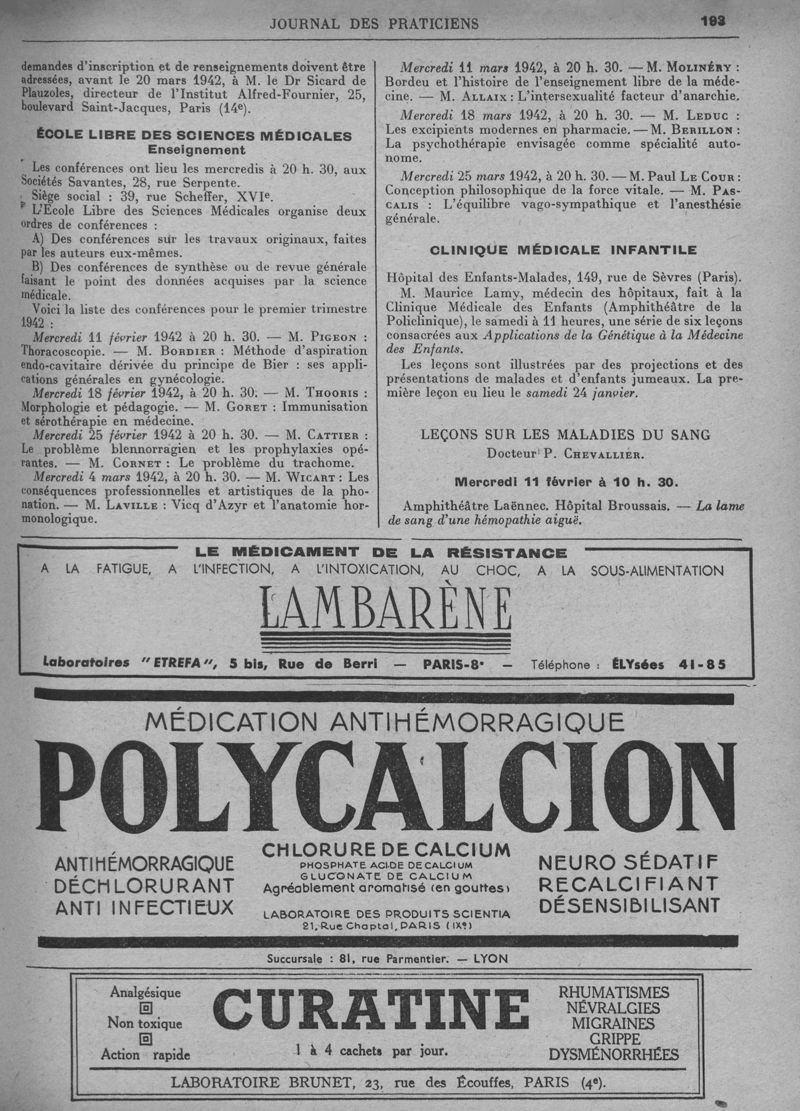 JOURNAL DES PRATICIENS
193
demandes d'inscription et de renseignements doivent être
adressées, avant le 20 mars 1942, à M. le Dr Sicard de
Plauzoles, directeur de l'Institut Alfred-Fournier, 25,
boulevard Saint-Jacques, Paris (14e).
ÉCOLE LIBRE DES SCIENCES MÉDICALES
Enseignement
Les conférences ont lieu les mercredis à 20 h. 30, aux
Sociétés Savantes, 28, rue Serpente.
Siège social : 39, rue Scheffer, XVIe.
L'Ecole Libre des Sciences Médicales organise deux
ordres de conférences :
A) Des conférences sur les travaux originaux, faites
par les auteurs eux-mêmes.
B) Des conférences de synthèse ou de revue générale
faisant le point des données acquises par la science
médicale.
Voici la liste des conférences pour le premier trimestre
1942 :
Mercredi 11 février 1942 à 20 h. 30. — M. PIGEON :
Thoracoscopie. — M. BORDIER : Méthode d'aspiration
endo-cavitaire dérivée du principe de Bier : ses appli-
cations générales en gynécologie.
Mercredi 18 février 1942, à 20 h. 30. — M. THOORIS :
Morphologie et pédagogie. — M. GORET : Immunisation
et sérothérapie en médecine.
Mercredi 25 février 1942 à 20 h. 30. — M. CATTIER :
Le problème blennorragien et les prophylaxies opé-
rantes. — M. CORNET : Le problème du trachome.
Mercredi 4 mars 1942, à 20 h. 30. — M. WICART : Les
conséquences professionnelles et artistiques de la pho-
nation. — M. LAVILLE : Vicq d'Azyr et l'anatomie hor-
monologique.
Mercredi 11 mars 1942, à 20 h. 30. — M. MOLINÉRY :
Bordeu et l'histoire de l'enseignement libre de la méde-
cine. — M. ALLAIX : L'intersexualité facteur d'anarchie.
Mercredi 18 mars 1942, à 20 h. 30. — M. LEDUC :
Les excipients modernes en pharmacie. — M. BERILLON :
La psychothérapie envisagée comme spécialité auto-
nome.
Mercredi 25 mars 1942, à 20 h. 30. — M. Paul LE COUR :
Conception philosophique de la force vitale. — M. PAS-
CALIS : L'équilibre vago-sympathique et l'anesthésie
générale.
CLINIQUE MÉDICALE INFANTILE
Hôpital des Enfants-Malades, 149, rue de Sèvres (Paris).
M. Maurice Lamy, médecin des hôpitaux, fait à la
Clinique Médicale des Enfants (Amphithéâtre de la
Policlinique), le samedi à 11 heures, une série de six leçons
consacrées aux Applications de la Génétique à la Médecine
des Enfants.
Les leçons sont illustrées par des projections et des
présentations de malades et d'enfants jumeaux. La pre-
mière leçon eu lieu le samedi 24 janvier.
LEÇONS SUR LES MALADIES DU SANG
Docteur P. CHEVALLIER.
Mercredi 11 février à 10 h. 30.
Amphithéâtre Laënnec. Hôpital Broussais. — La lame
de sang d'une hémopathie aiguë.
LE MÉDICAMENT DE LA RÉSISTANCE
A LA FATIGUE, A L'INFECTION, A L'INTOXICATION, AU CHOC, A LA SOUS-ALIMENTATION
LAMBARÈNE
Laboratoires "ETREFA", 5 bis, Rue de Berri — PARIS-8e — Téléphone : ÉLYsées 41-85
MÉDICATION ANTIHÉMORRAGIQUE
POLYCALCION
ANTIHÉMORRAGIQUE
DÉCHLORURANT
ANTI INFECTIEUX
CHLORURE DE CALCIUM
PHOSPHATE ACIDE DE CALCIUM
GLUCONATE DE CALCIUM
Agréablement aromatisé (en gouttes)
LABORATOIRE DES PRODUITS SCIENTIA
21, Rue Chaptal, PARIS (IXe)
NEURO SÉDATIF
RECALCIFIANT
DÉSENSIBILISANT
Succursale : 81, rue Parmentier. — LYON
Analgésique
Non toxique
Action rapide
CURATINE
1 à 4 cachets par jour.
RHUMATISMES
NÉVRALGIES
MIGRAINES
GRIPPE
DYSMÉNORRHÉES
LABORATOIRE BRUNET, 23, rue des Écouffes, PARIS (4e).